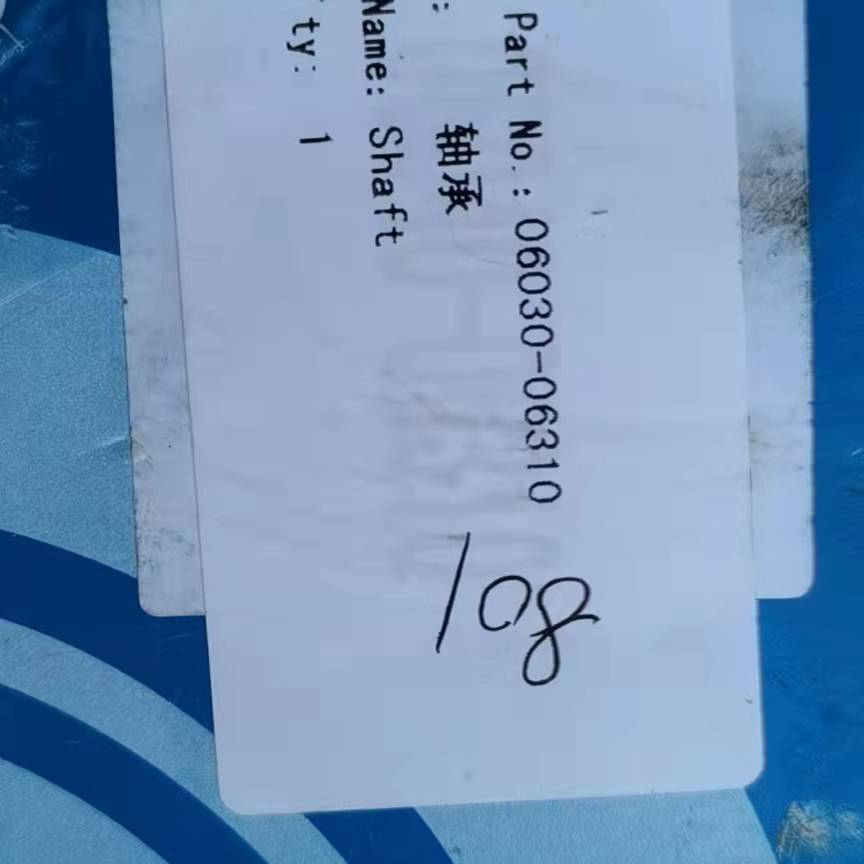 Part No.: 06030-06310
: 轴承
Name: Shaft
ty: 1
108